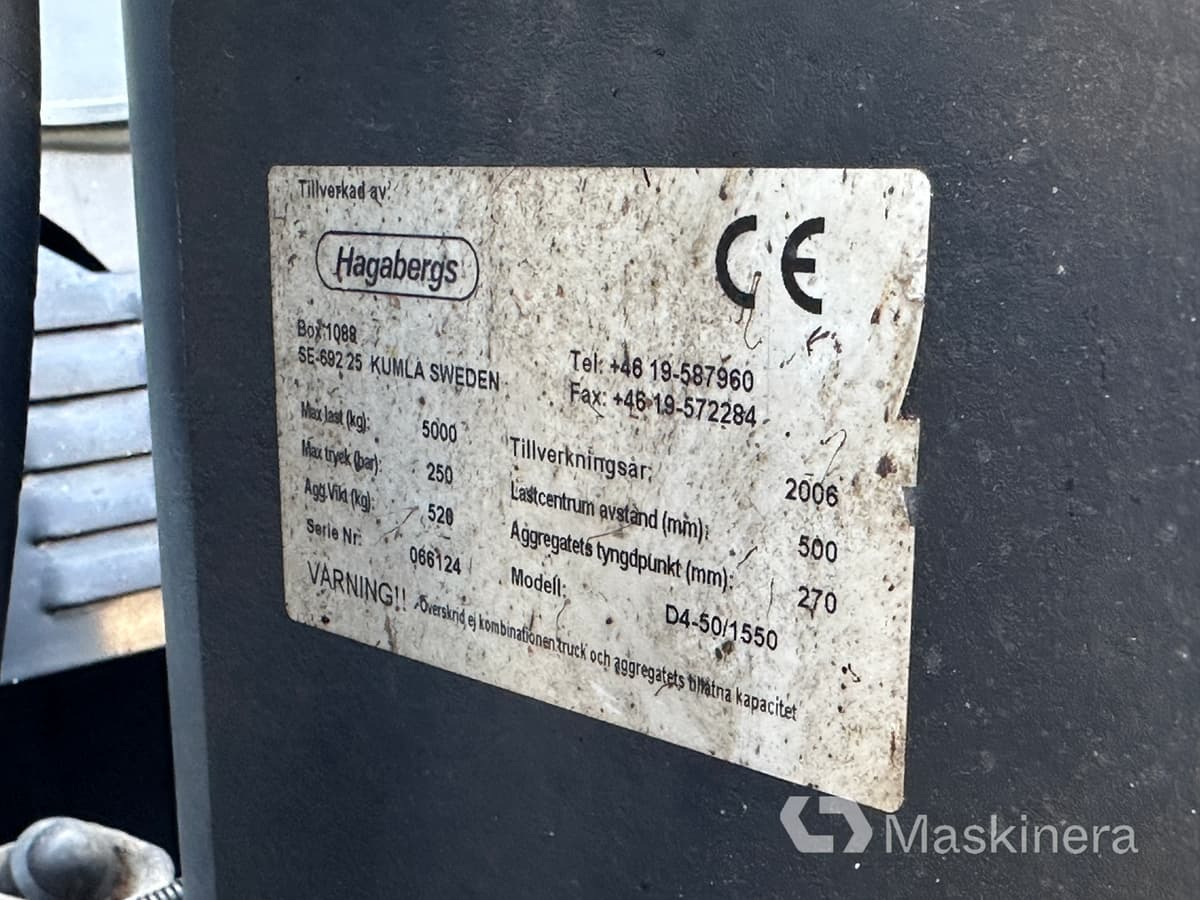 Tillverkad av:
Hagabergs
CE
Box 1088
SE-692 25 KUMLA SWEDEN
Tel: +46 19-587960
Fax: +46 19-572284
Max last (kg): 5000
Max tryck (bar): 250
Agg.Vikt (kg): 520
Serie Nr: 066124
Tillverkningsår: 2006
Lastcentrum avstånd (mm): 500
Aggregatets tyngdpunkt (mm): 270
Modell: D4-50/1550
VARNING!! Överskrid ej kombinationen truck och aggregatets tillåtna kapacitet
Maskinera